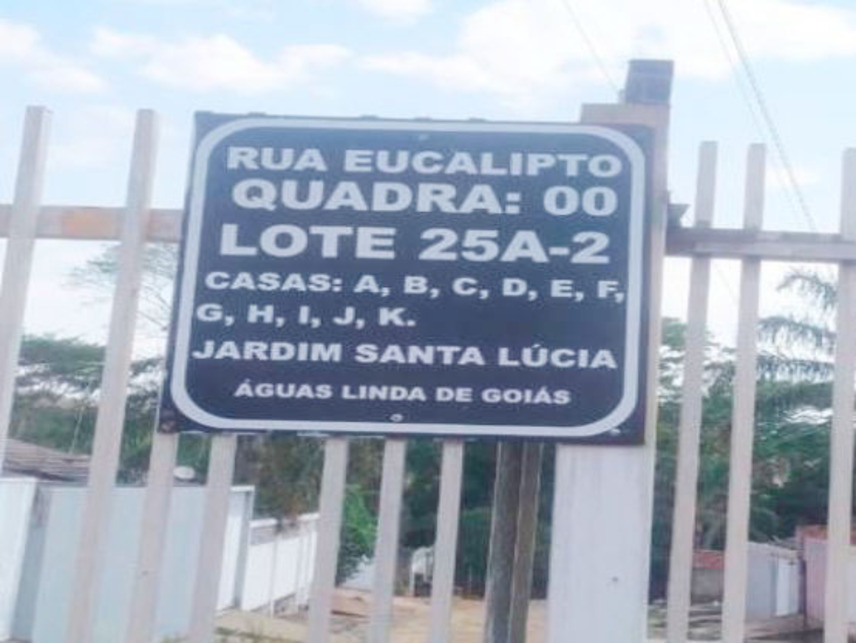 RUA EUCALIPTO
QUADRA: 00
LOTE 25A-2
CASAS: A, B, C, D, E, F,
G, H, I, J, K.
JARDIM SANTA LÚCIA
ÁGUAS LINDA DE GOIÁS